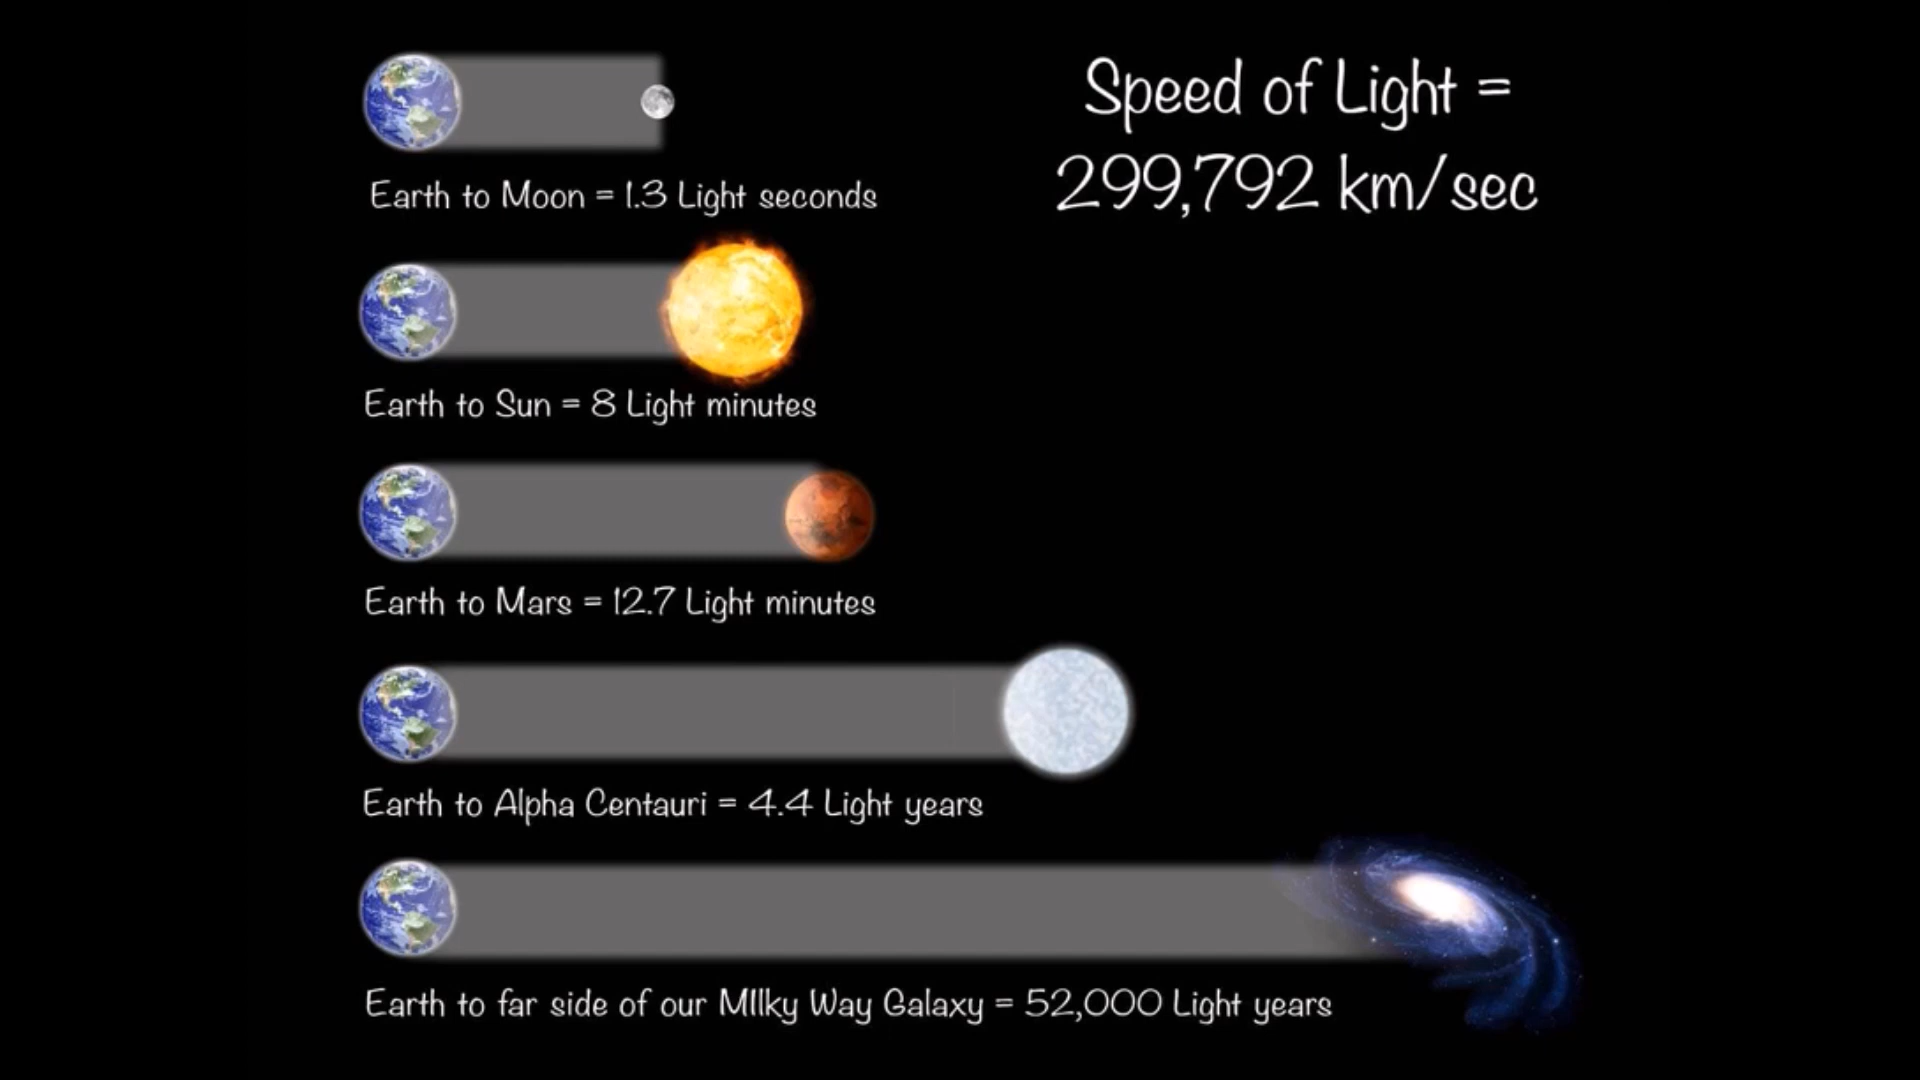 Speed of Light =
299,792 km/sec
Earth to Moon = 1.3 Light seconds
Earth to Sun = 8 Light minutes
Earth to Mars = 12.7 Light minutes
Earth to Alpha Centauri = 4.4 Light years
Earth to far side of our MIlky Way Galaxy = 52,000 Light years